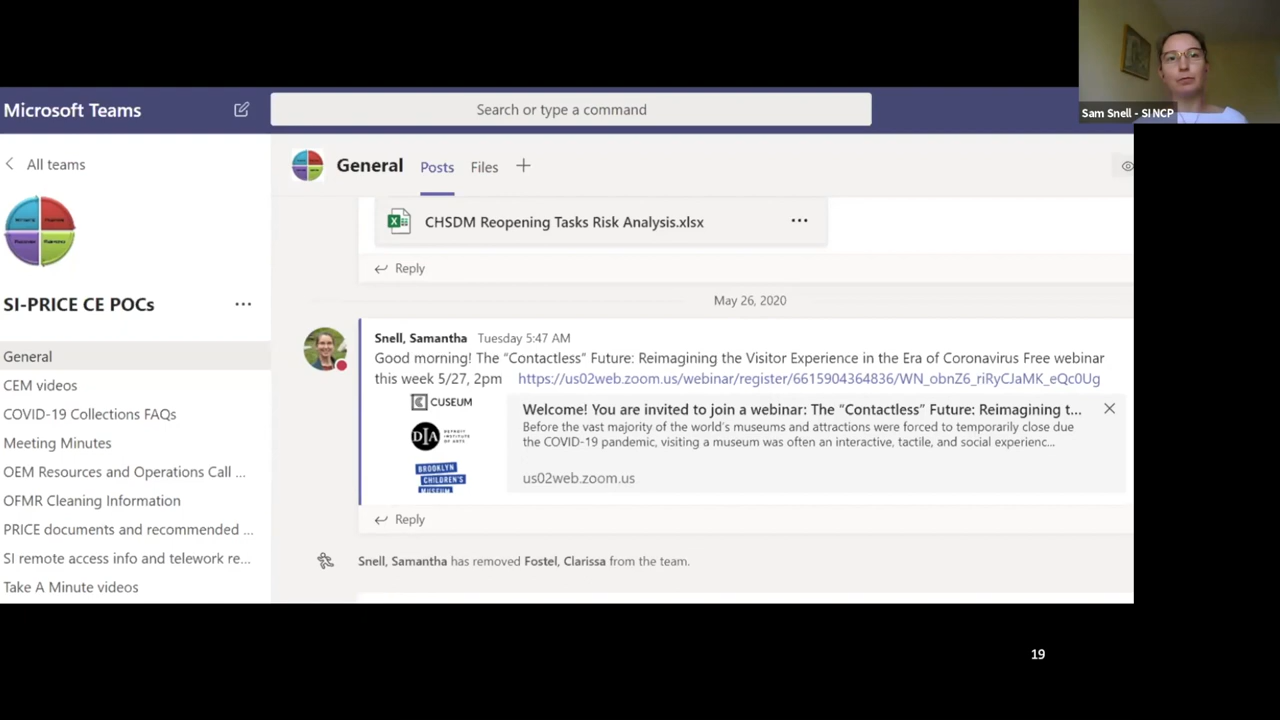 Sam Snell - SI NCP
Microsoft Teams
Search or type a command
All teams
SI-PRICE CE POCs
...
General
CEM videos
COVID-19 Collections FAQs
Meeting Minutes
OEM Resources and Operations Call ...
OFMR Cleaning Information
PRICE documents and recommended ...
SI remote access info and telework re...
Take A Minute videos
General Posts Files +
CHSDM Reopening Tasks Risk Analysis.xlsx ...
Reply
May 26, 2020
Snell, Samantha Tuesday 5:47 AM
Good morning! The “Contactless” Future: Reimagining the Visitor Experience in the Era of Coronavirus Free webinar
this week 5/27, 2pm https://us02web.zoom.us/webinar/register/6615904364836/WN_obnZ6_riRyCJaMK_eQc0Ug
CUSEUM
DIA
DETROIT
INSTITUTE
OF ARTS
BROOKLYN
CHILDREN'S
MUSEUM
Welcome! You are invited to join a webinar: The “Contactless” Future: Reimagining t...
Before the vast majority of the world's museums and attractions were forced to temporarily close due
the COVID-19 pandemic, visiting a museum was often an interactive, tactile, and social experienc...
us02web.zoom.us
Reply
Snell, Samantha has removed Fostel, Clarissa from the team.
19